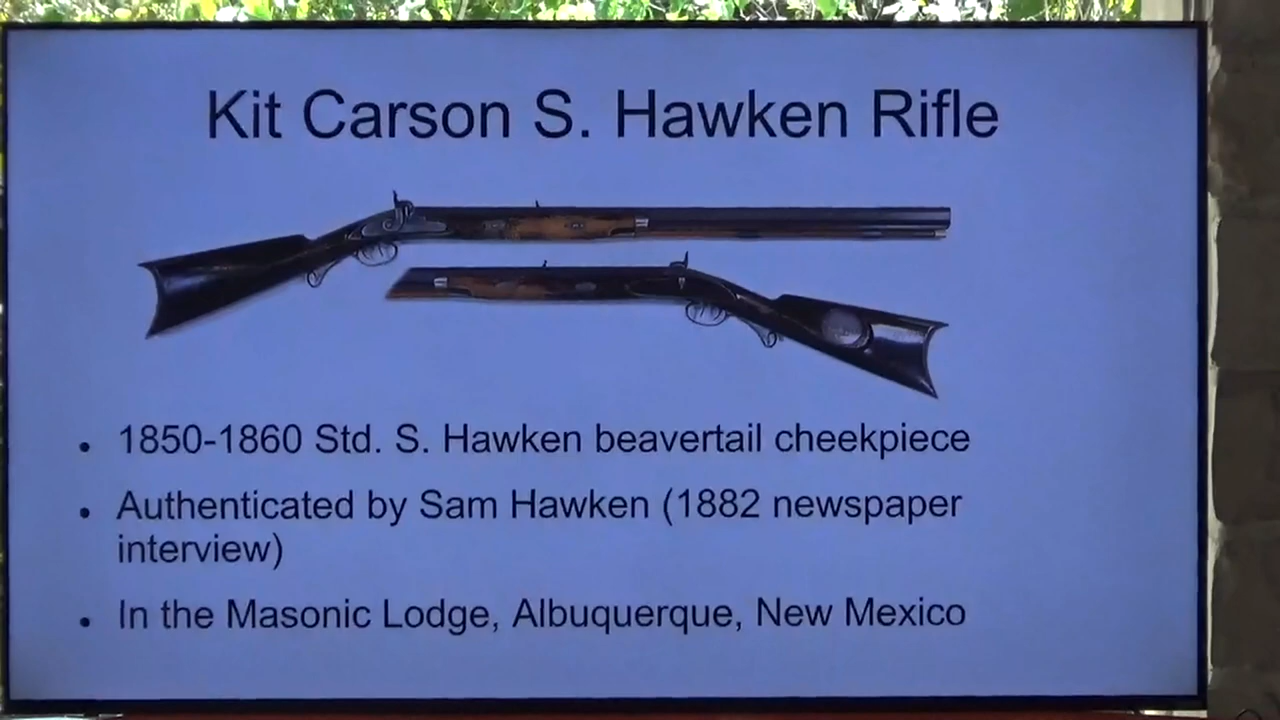 Kit Carson S. Hawken Rifle
• 1850-1860 Std. S. Hawken beavertail cheekpiece
• Authenticated by Sam Hawken (1882 newspaper
interview)
• In the Masonic Lodge, Albuquerque, New Mexico